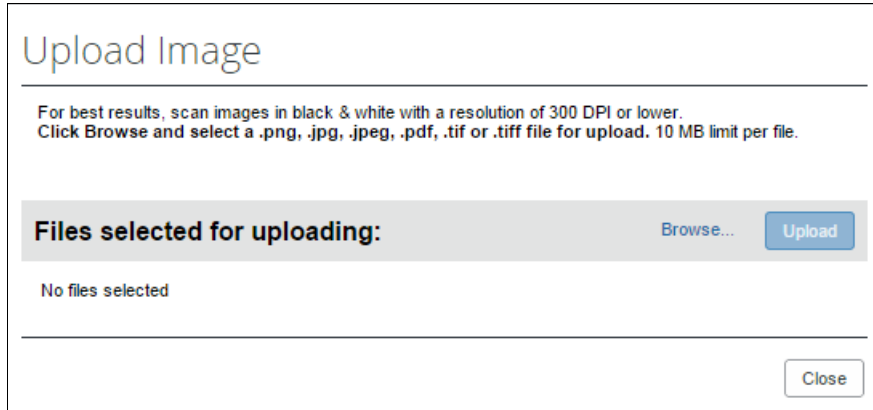 Upload Image
For best results, scan images in black & white with a resolution of 300 DPI or lower.
Click Browse and select a .png, .jpg, .jpeg, .pdf, .tif or .tiff file for upload. 10 MB limit per file.
Files selected for uploading: Browse... Upload
No files selected
Close